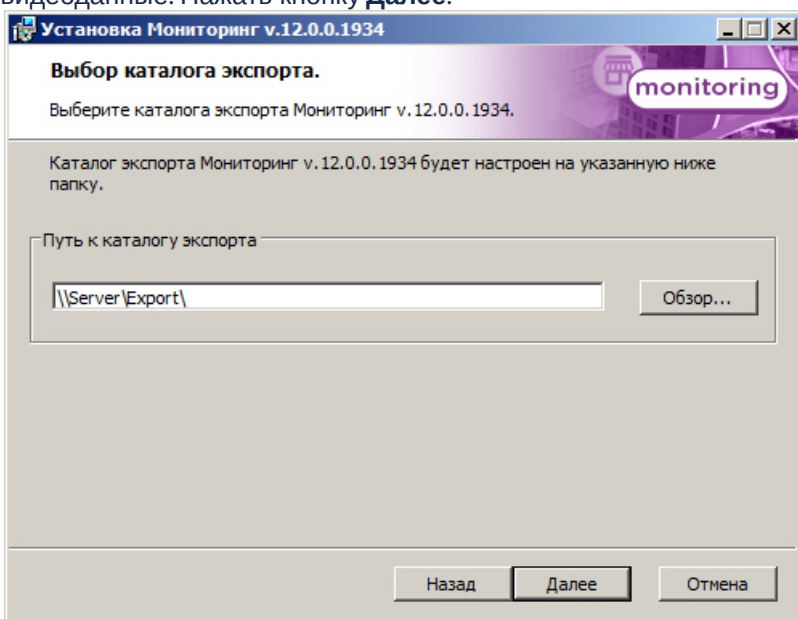 видеоданные. Нажать кнопку Далее.
Установка Мониторинг v.12.0.0.1934
Выбор каталога экспорта.
Выберите каталога экспорта Мониторинг v.12.0.0.1934.
monitoring
Каталог экспорта Мониторинг v.12.0.0.1934 будет настроен на указанную ниже
папку.
Путь к каталогу экспорта
\\Server\Export\
Обзор...
Назад
Далее
Отмена